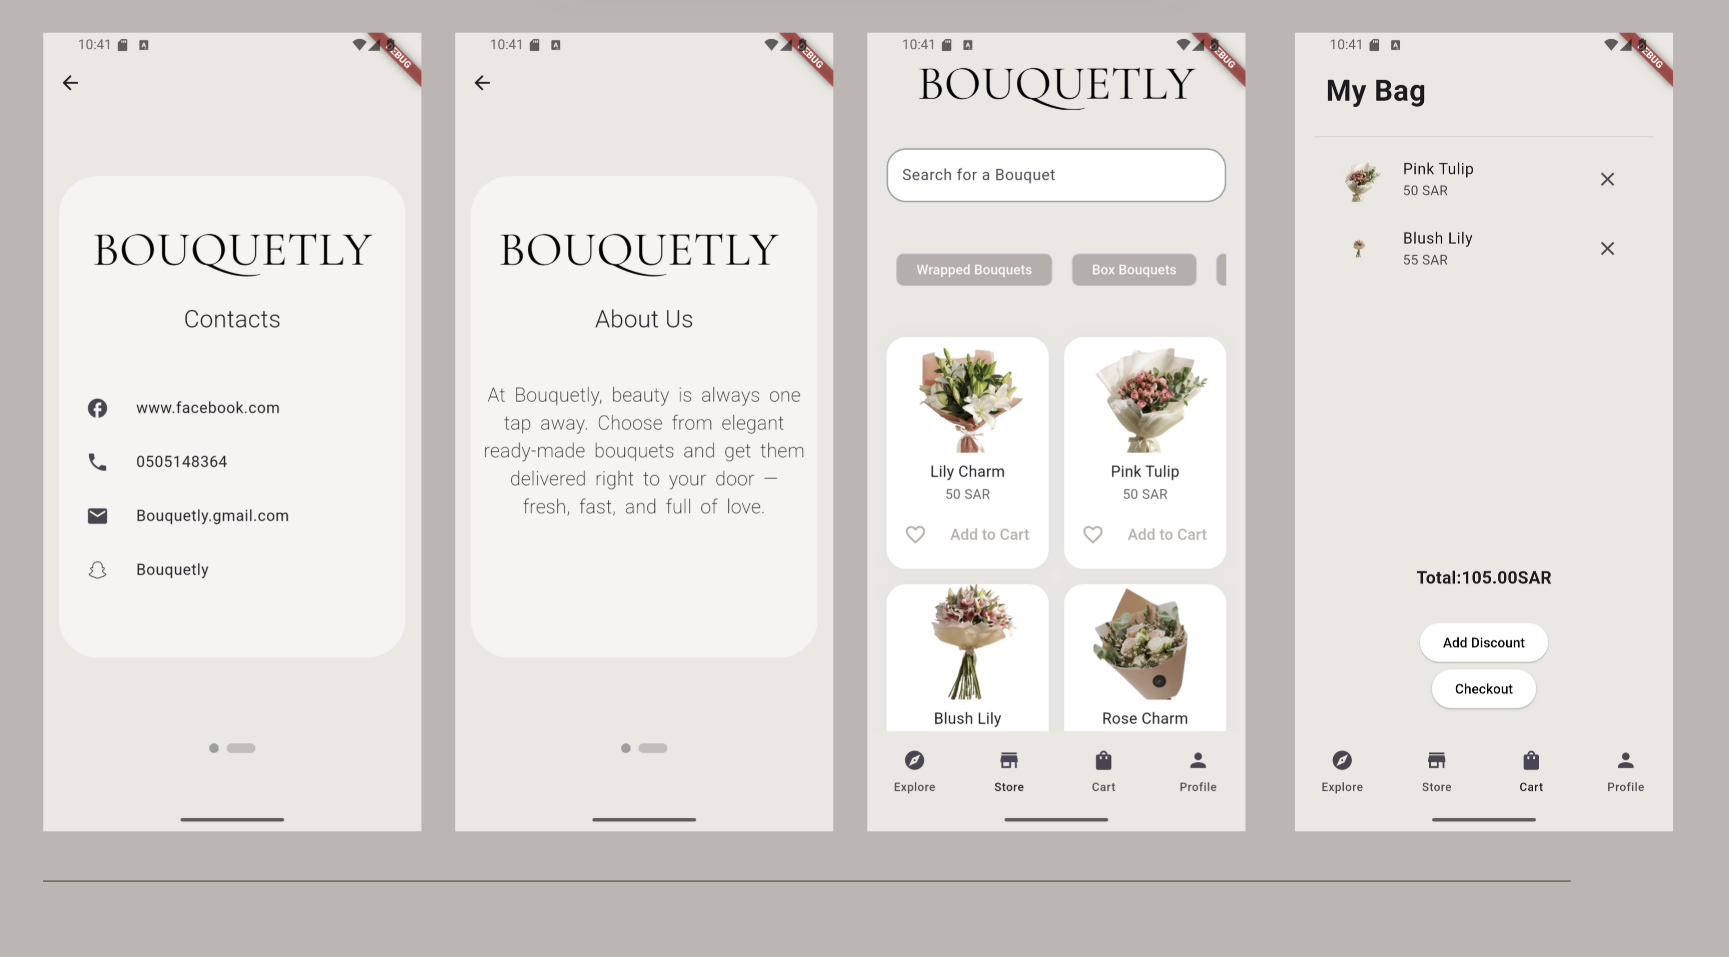 10:41
DEBUG
BOUQUETLY
Contacts
www.facebook.com
0505148364
Bouquetly.gmail.com
Bouquetly
10:41
DEBUG
BOUQUETLY
About Us
At Bouquetly, beauty is always one
tap away. Choose from elegant
ready-made bouquets and get them
delivered right to your door —
fresh, fast, and full of love.
10:41
DEBUG
BOUQUETLY
Search for a Bouquet
Wrapped Bouquets Box Bouquets
Lily Charm Pink Tulip
50 SAR 50 SAR
Add to Cart Add to Cart
Blush Lily Rose Charm
Explore Store Cart Profile
10:41
DEBUG
My Bag
Pink Tulip
50 SAR
Blush Lily
55 SAR
Total:105.00SAR
Add Discount
Checkout
Explore Store Cart Profile